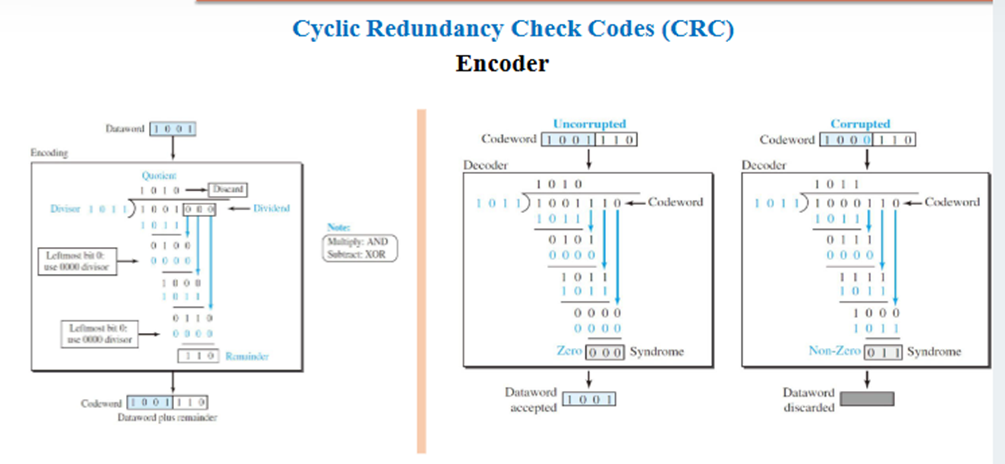 Cyclic Redundancy Check Codes (CRC)
Encoder
Dataword 1 0 0 1
Encoding
Quotient
1 0 1 0 Discard
Divisor 1 0 1 1 ) 1 0 0 1 0 0 0 Dividend
1 0 1 1
0 1 0 0
Leftmost bit 0:
use 0000 divisor
0 0 0 0
1 0 0 0
1 0 1 1
0 1 1 0
Leftmost bit 0:
use 0000 divisor
0 0 0 0
1 1 0 Remainder
Codeword 1 0 0 1 1 1 0
Dataword plus remainder
Note:
Multiply: AND
Subtract: XOR
Uncorrupted
Codeword 1 0 0 1 1 1 0
Decoder
1 0 1 0
1 0 1 1 ) 1 0 0 1 1 1 0 Codeword
1 0 1 1
0 1 0 1
0 0 0 0
1 0 1 1
1 0 1 1
0 0 0 0
0 0 0 0
Zero 0 0 0 Syndrome
Dataword
accepted
1 0 0 1
Corrupted
Codeword 1 0 0 0 1 1 0
Decoder
1 0 1 1
1 0 1 1 ) 1 0 0 0 1 1 0 Codeword
1 0 1 1
0 1 1 1
0 0 0 0
1 1 1 1
1 0 1 1
1 0 0 0
1 0 1 1
Non-Zero 0 1 1 Syndrome
Dataword
discarded